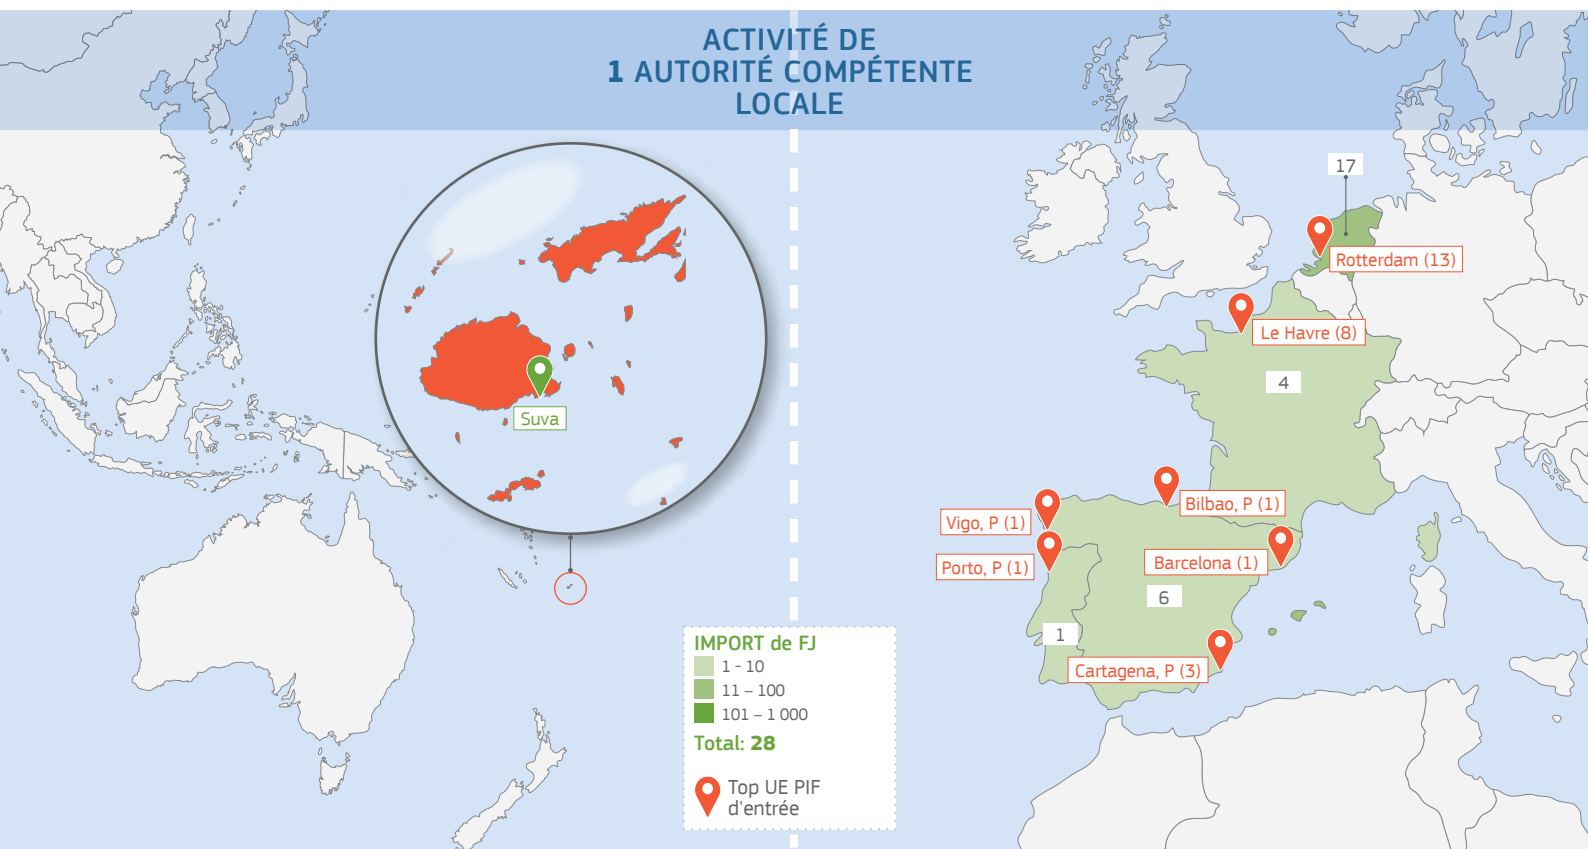 ACTIVITÉ DE
1 AUTORITÉ COMPÉTENTE
LOCALE
17
Rotterdam (13)
Le Havre (8)
4
Suva
Bilbao, P (1)
Vigo, P (1)
Barcelona (1)
Porto, P (1)
6
1
Cartagena, P (3)
IMPORT de FJ
1 - 10
11 – 100
101 – 1 000
Total: 28
Top UE PIF
d'entrée